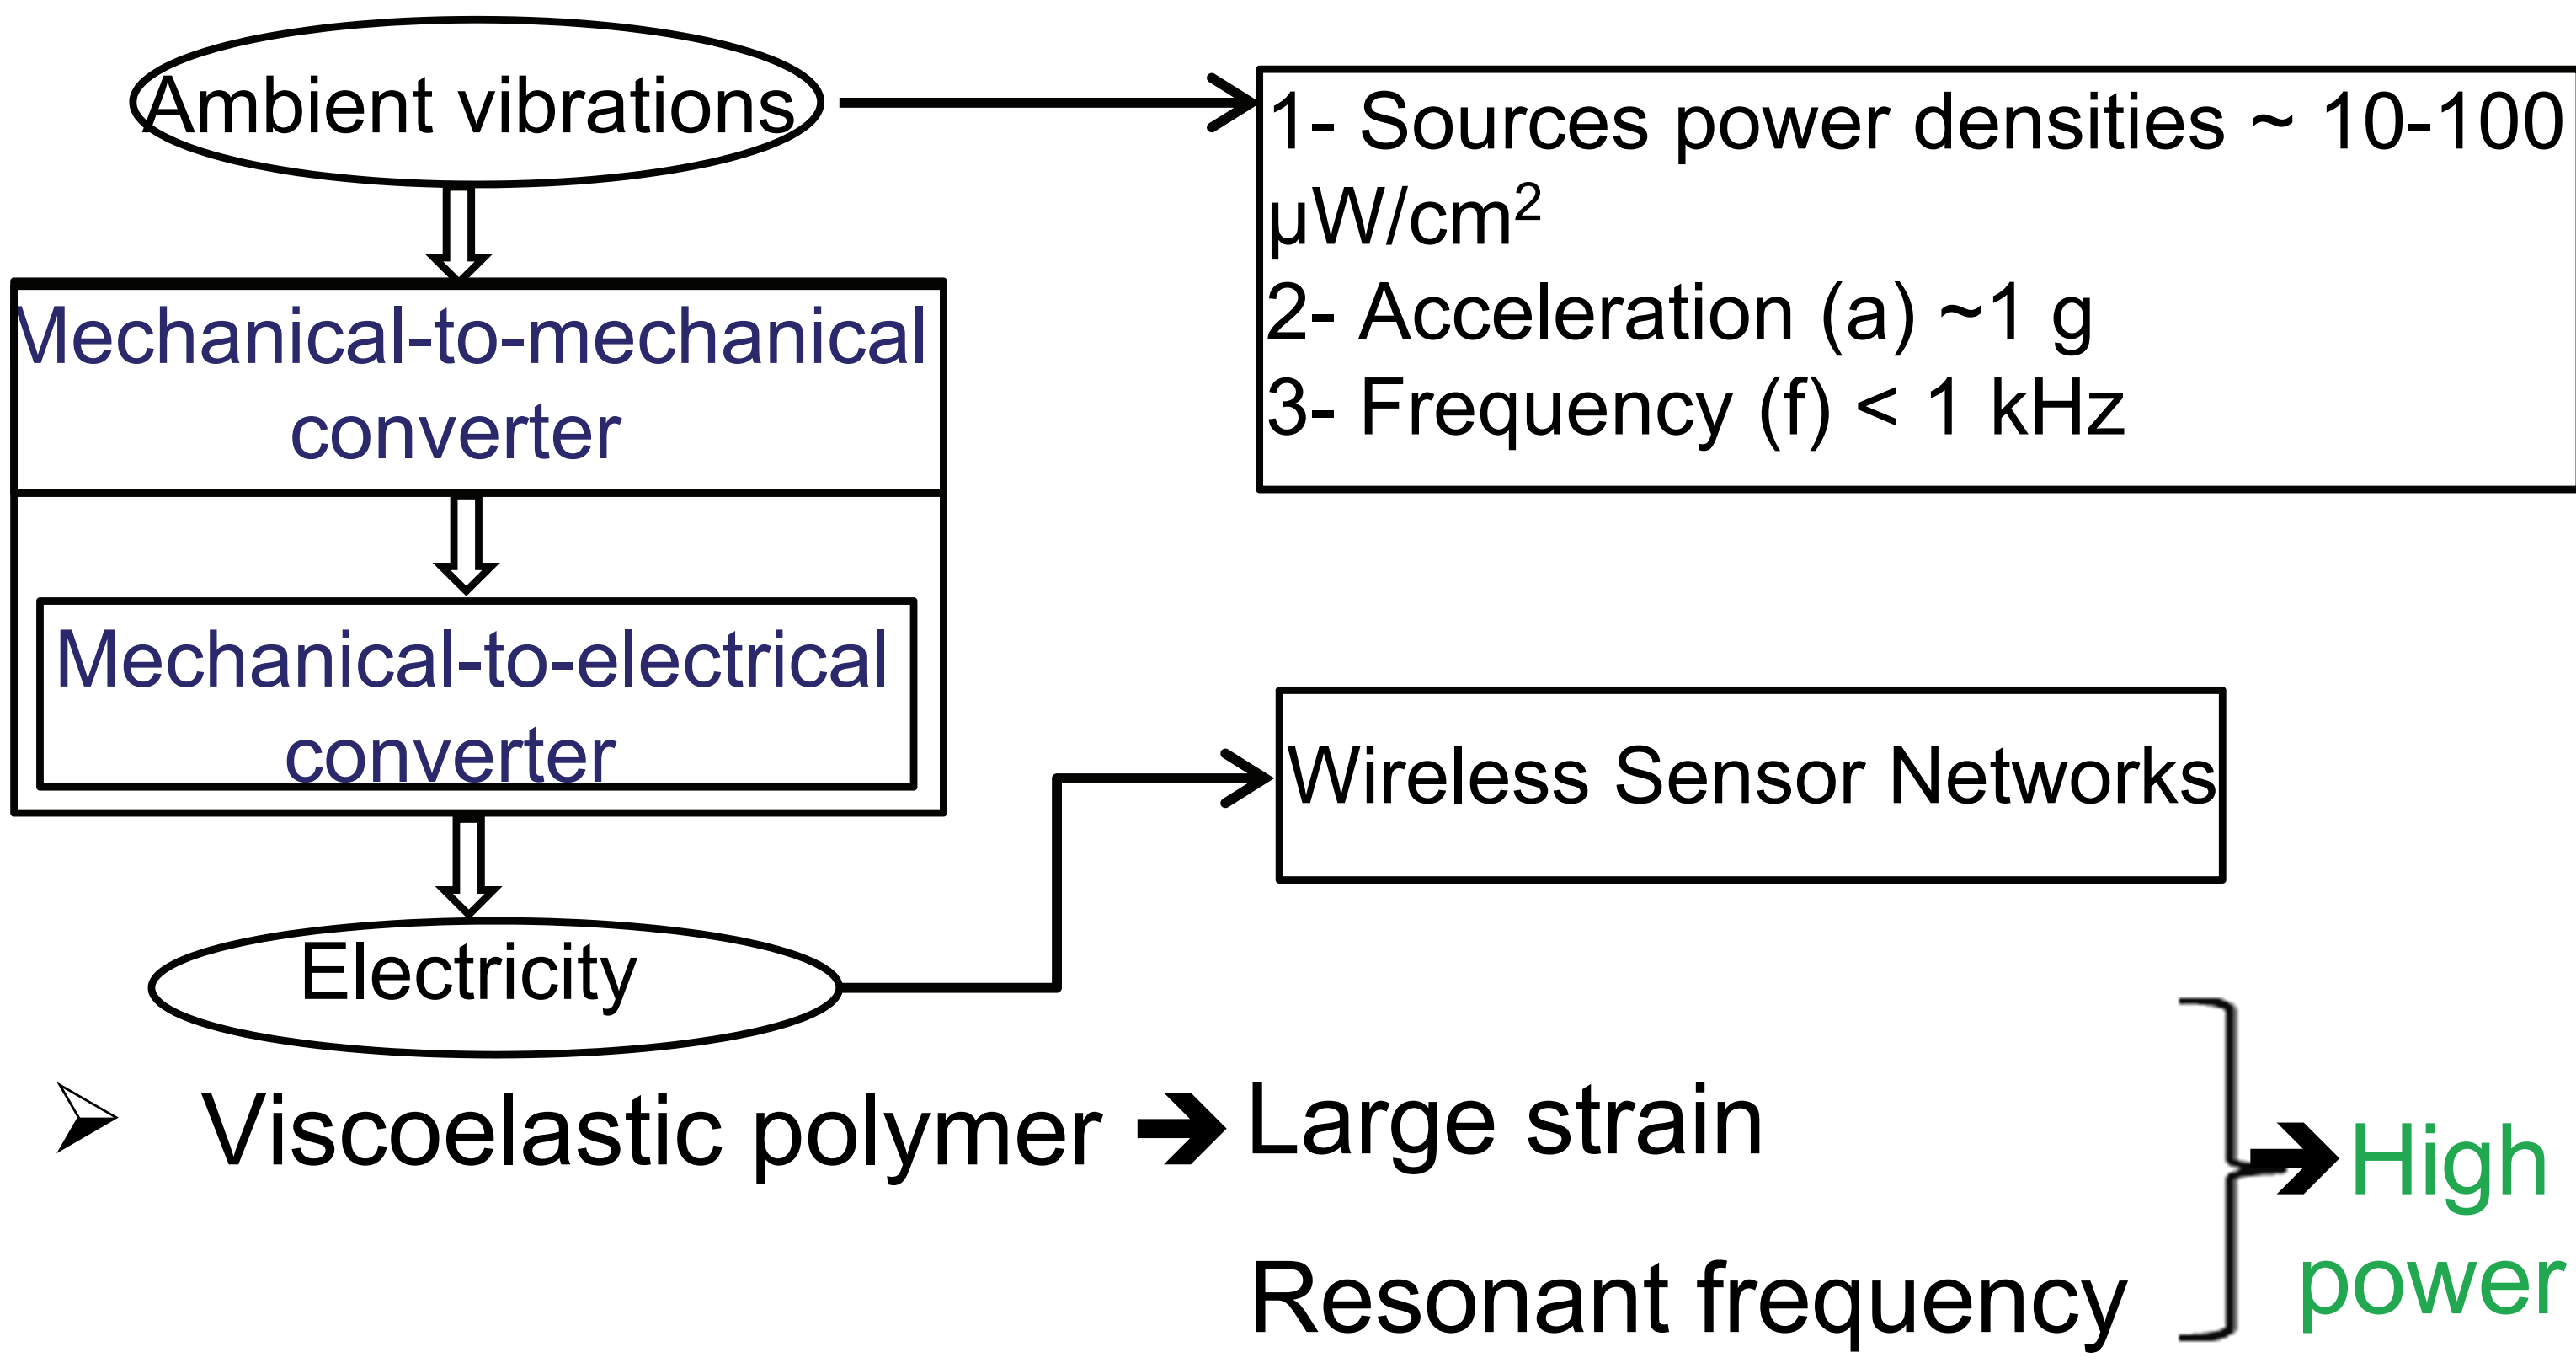 Ambient vibrations
1- Sources power densities ~ 10-100
µW/cm²
2- Acceleration (a) ~1 g
3- Frequency (f) < 1 kHz
Mechanical-to-mechanical
converter
Mechanical-to-electrical
converter
Wireless Sensor Networks
Electricity
➢ Viscoelastic polymer ➔ Large strain
Resonant frequency
➔ High
power